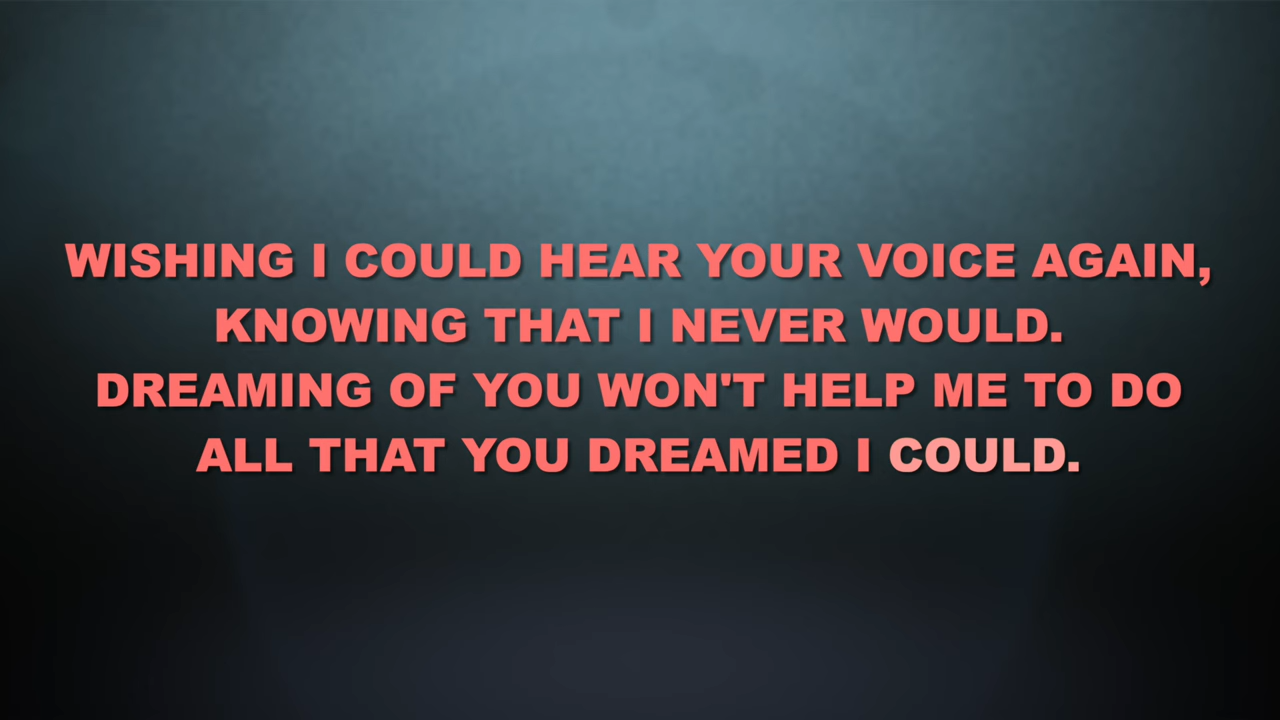 WISHING I COULD HEAR YOUR VOICE AGAIN,
KNOWING THAT I NEVER WOULD.
DREAMING OF YOU WON'T HELP ME TO DO
ALL THAT YOU DREAMED I COULD.